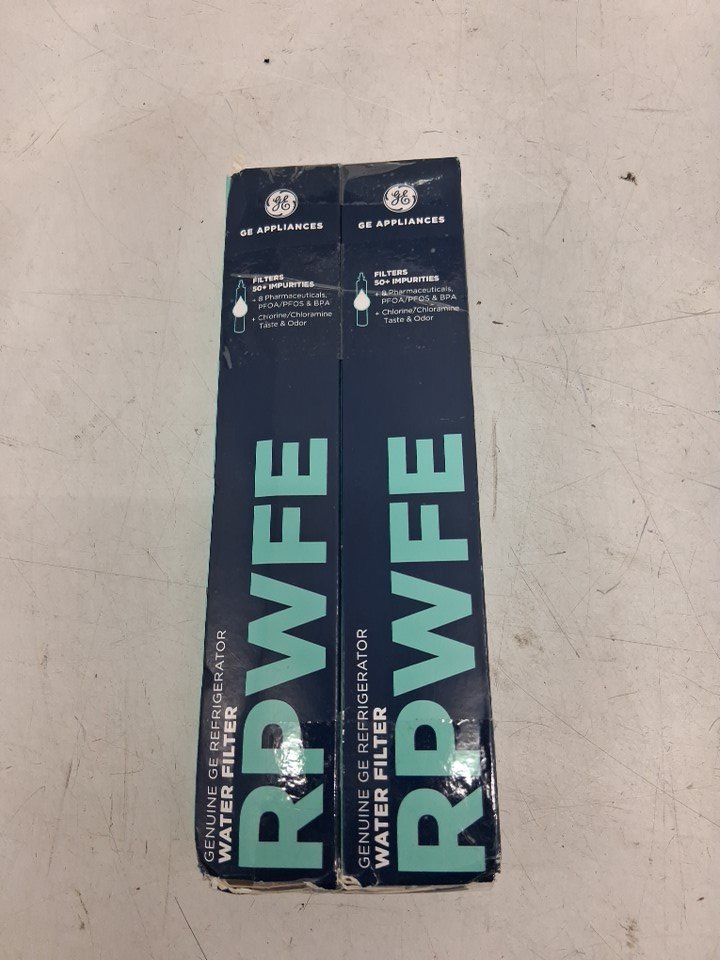 GE
GE APPLIANCES
FILTERS
50+ IMPURITIES
+ 8 Pharmaceuticals,
PFOA/PFOS & BPA
+ Chlorine/Chloramine
Taste & Odor
GENUINE GE REFRIGERATOR
WATER FILTER
RPWFE
GE
GE APPLIANCES
FILTERS
50+ IMPURITIES
+ 8 Pharmaceuticals,
PFOA/PFOS & BPA
+ Chlorine/Chloramine
Taste & Odor
GENUINE GE REFRIGERATOR
WATER FILTER
RPWFE